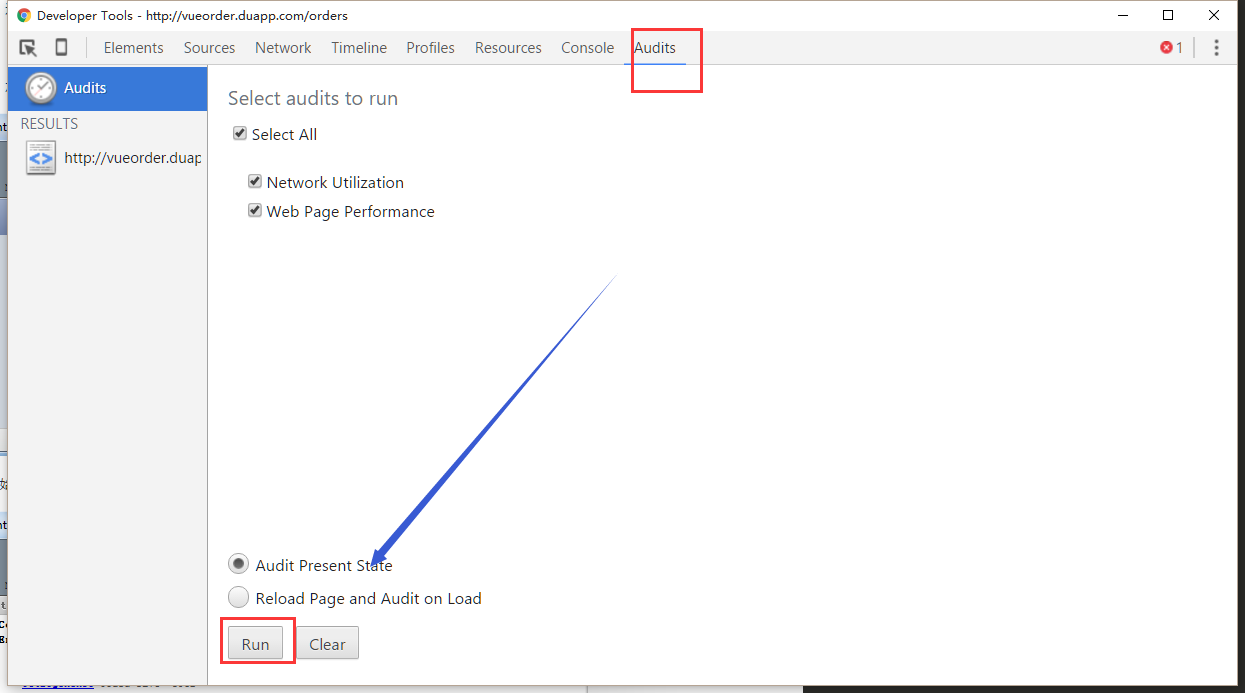 Developer Tools - http://vueorder.duapp.com/orders
Elements Sources Network Timeline Profiles Resources Console Audits 1
Audits
RESULTS
http://vueorder.duap
Select audits to run
Select All
Network Utilization
Web Page Performance
Audit Present State
Reload Page and Audit on Load
Run Clear